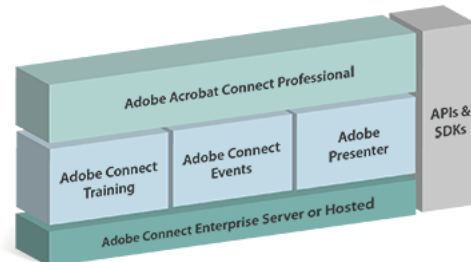 Adobe Acrobat Connect Professional
APIs &
SDKs
Adobe Connect
Training
Adobe Connect
Events
Adobe
Presenter
Adobe Connect Enterprise Server or Hosted